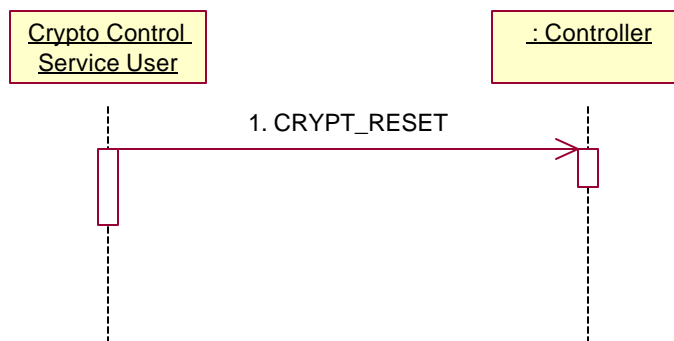 Crypto Control
Service User
: Controller
1. CRYPT_RESET